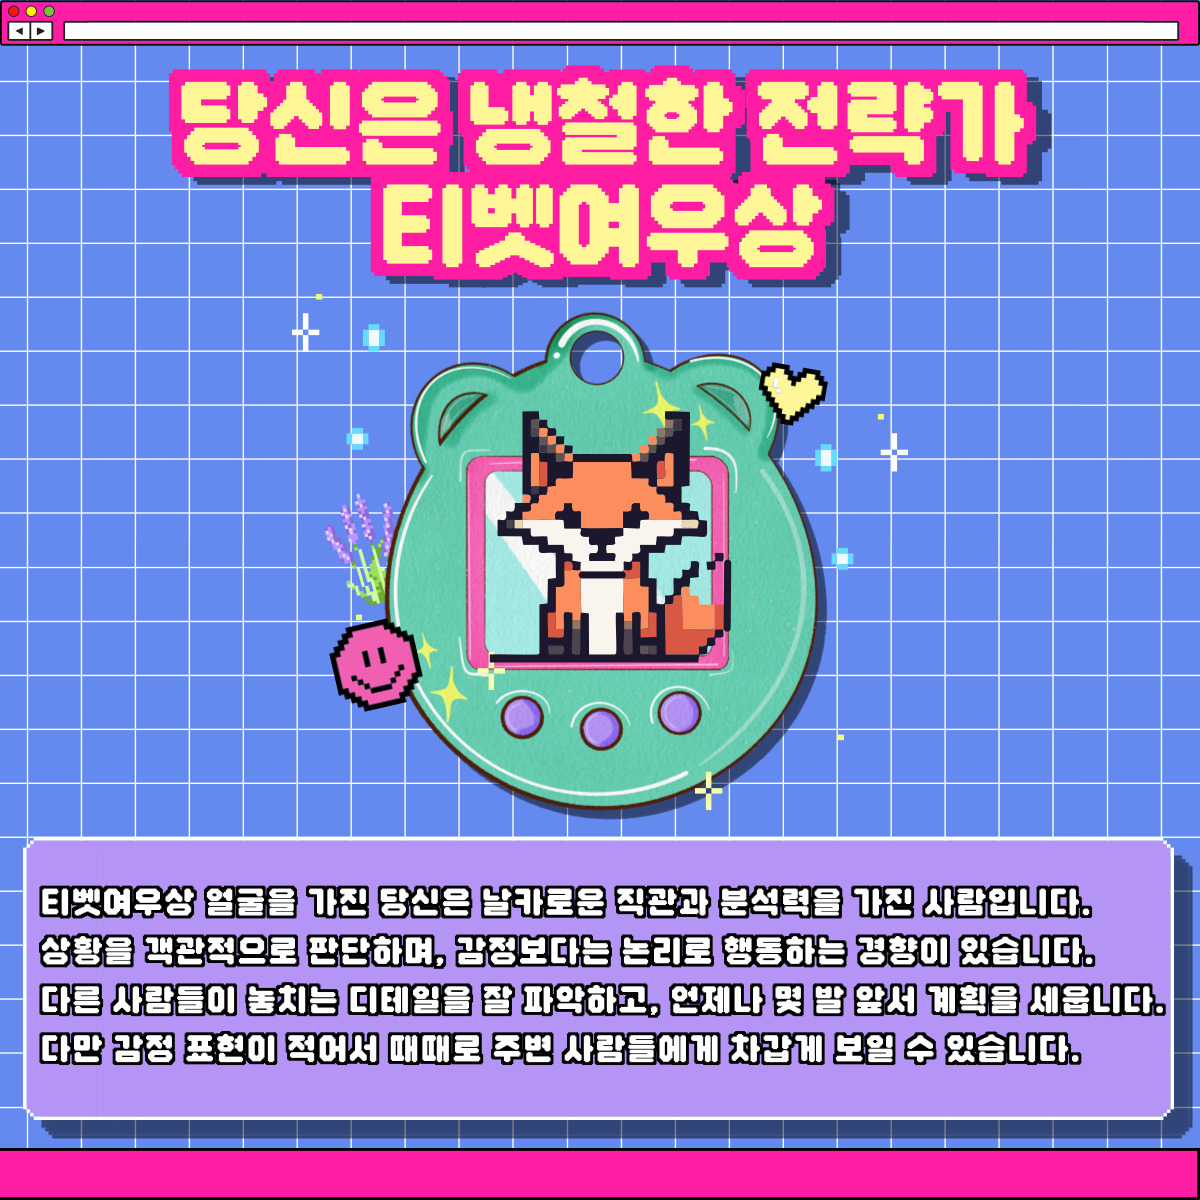 당신은 냉철한 전략가
티벳여우상
티벳여우상 얼굴을 가진 당신은 날카로운 직관과 분석력을 가진 사람입니다.
상황을 객관적으로 판단하며, 감정보다는 논리로 행동하는 경향이 있습니다.
다른 사람들이 놓치는 디테일을 잘 파악하고, 언제나 몇 발 앞서 계획을 세웁니다.
다만 감정 표현이 적어서 때때로 주변 사람들에게 차갑게 보일 수 있습니다.